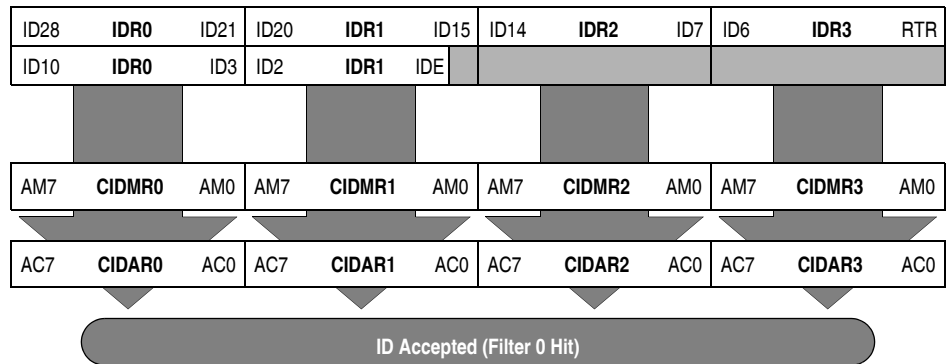 ID28 IDR0 ID21 ID20 IDR1 ID15 ID14 IDR2 ID7 ID6 IDR3 RTR
ID10 IDR0 ID3 ID2 IDR1 IDE
AM7 CIDMR0 AM0 AM7 CIDMR1 AM0 AM7 CIDMR2 AM0 AM7 CIDMR3 AM0
AC7 CIDAR0 AC0 AC7 CIDAR1 AC0 AC7 CIDAR2 AC0 AC7 CIDAR3 AC0
ID Accepted (Filter 0 Hit)